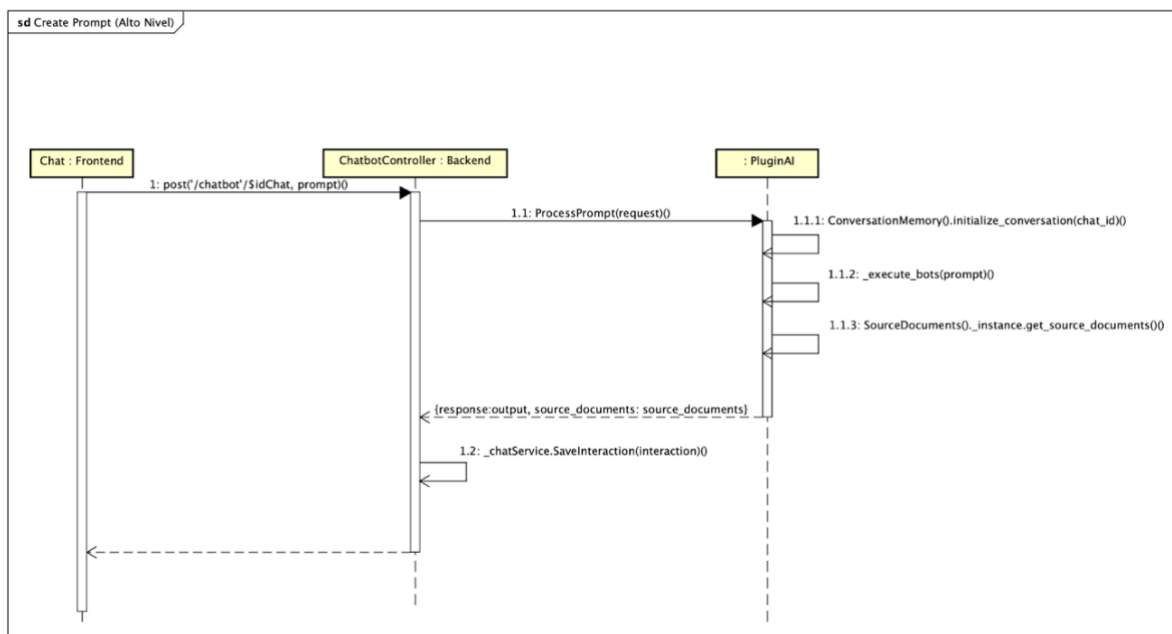 sd Create Prompt (Alto Nivel)
Chat : Frontend
ChatbotController : Backend
: PluginAI
1: post('/chatbot'/$idChat, prompt)()
1.1: ProcessPrompt(request)()
1.1.1: ConversationMemory().initialize_conversation(chat_id)()
1.1.2: _execute_bots(prompt)()
1.1.3: SourceDocuments()._instance.get_source_documents()()
{response:output, source_documents: source_documents}
1.2: _chatService.SaveInteraction(interaction)()